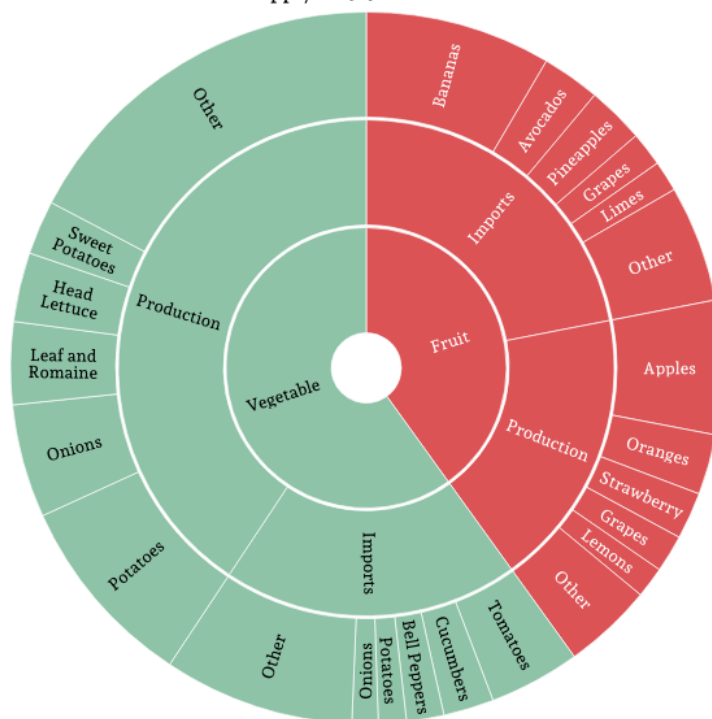 Bananas
Avocados
Pineapples
Grapes
Limes
Other
Imports
Fruit
Apples
Production
Oranges
Strawberry
Grapes
Lemons
Other
Vegetable
Imports
Tomatoes
Cucumbers
Bell Peppers
Potatoes
Onions
Other
Production
Potatoes
Onions
Leaf and
Romaine
Head
Lettuce
Sweet
Potatoes
Other